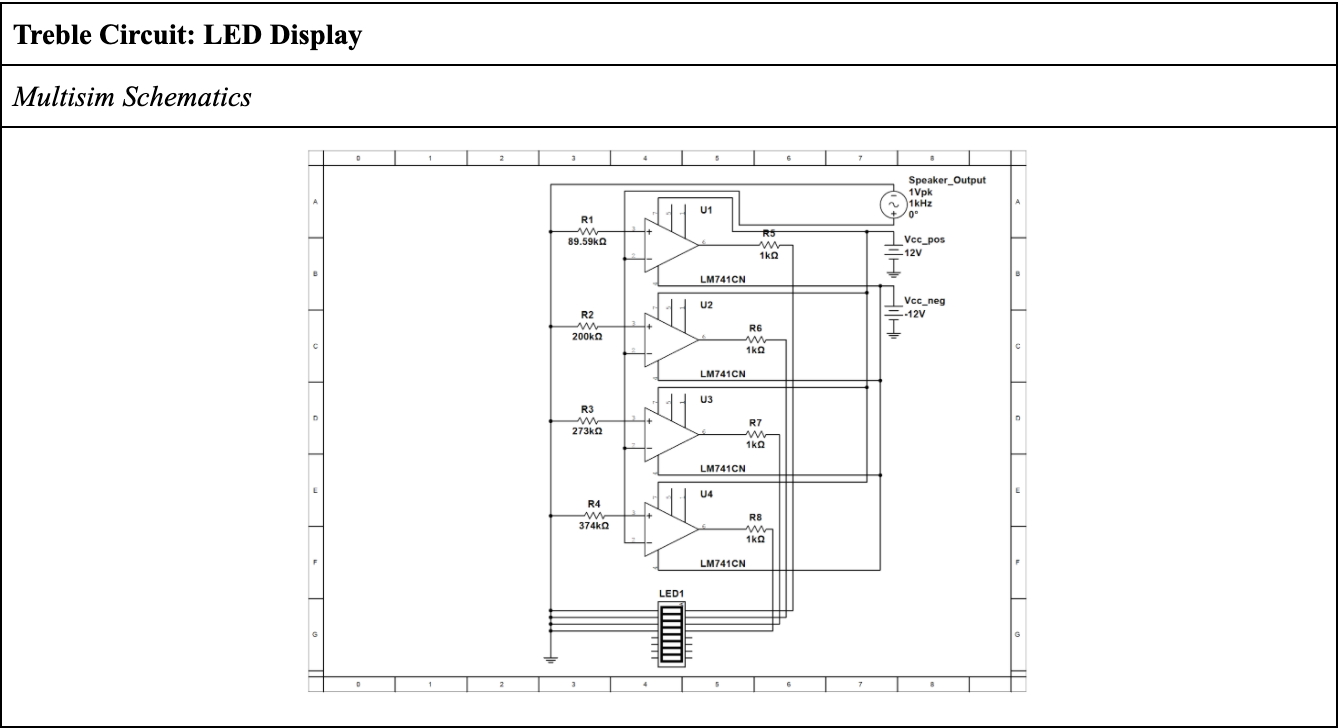 Treble Circuit: LED Display
Multisim Schematics
0 1 2 3 4 5 6 7 8
Speaker_Output
1Vpk
1kHz
0°
A A
U1
R1
89.59kΩ
R5
1kΩ
Vcc_pos
12V
B B
LM741CN
U2
Vcc_neg
-12V
R2
200kΩ
R6
1kΩ
C C
LM741CN
U3
R3
273kΩ
R7
1kΩ
D D
LM741CN
U4
E E
R4
374kΩ
R8
1kΩ
F F
LM741CN
LED1
G G
0 1 2 3 4 5 6 7 8